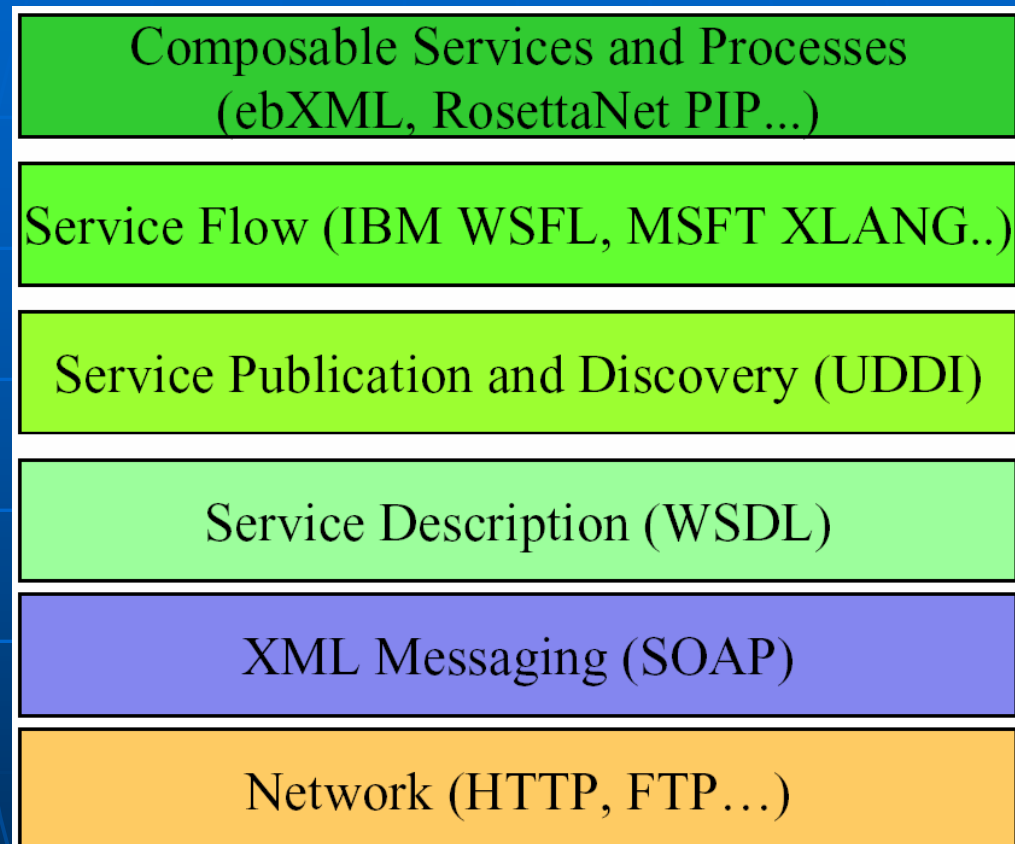 Composable Services and Processes
(ebXML, RosettaNet PIP...)
Service Flow (IBM WSFL, MSFT XLANG..)
Service Publication and Discovery (UDDI)
Service Description (WSDL)
XML Messaging (SOAP)
Network (HTTP, FTP…)